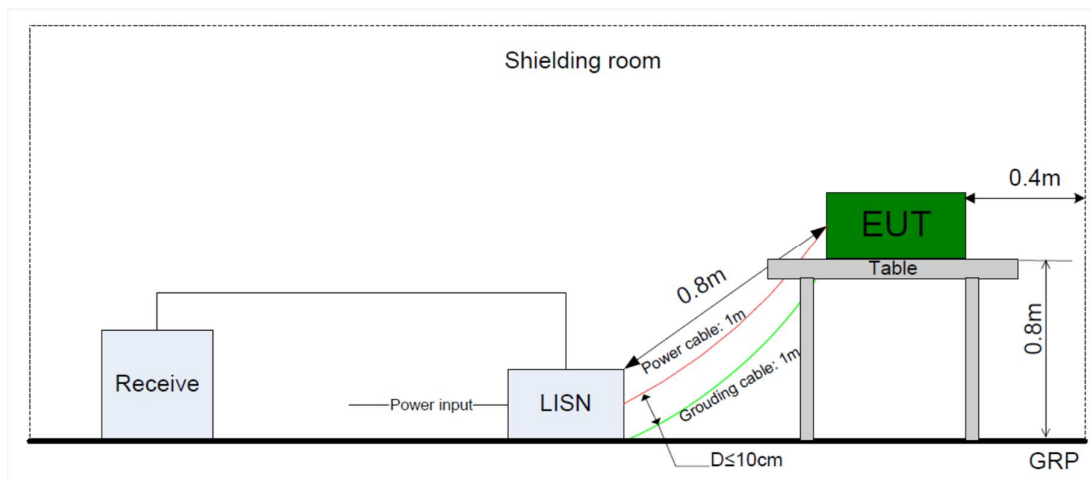 Shielding room
0.4m
EUT
Table
0.8m
Power cable: 1m
0.8m
Receive
Power input
LISN
Grouding cable: 1m
D≤10cm
GRP